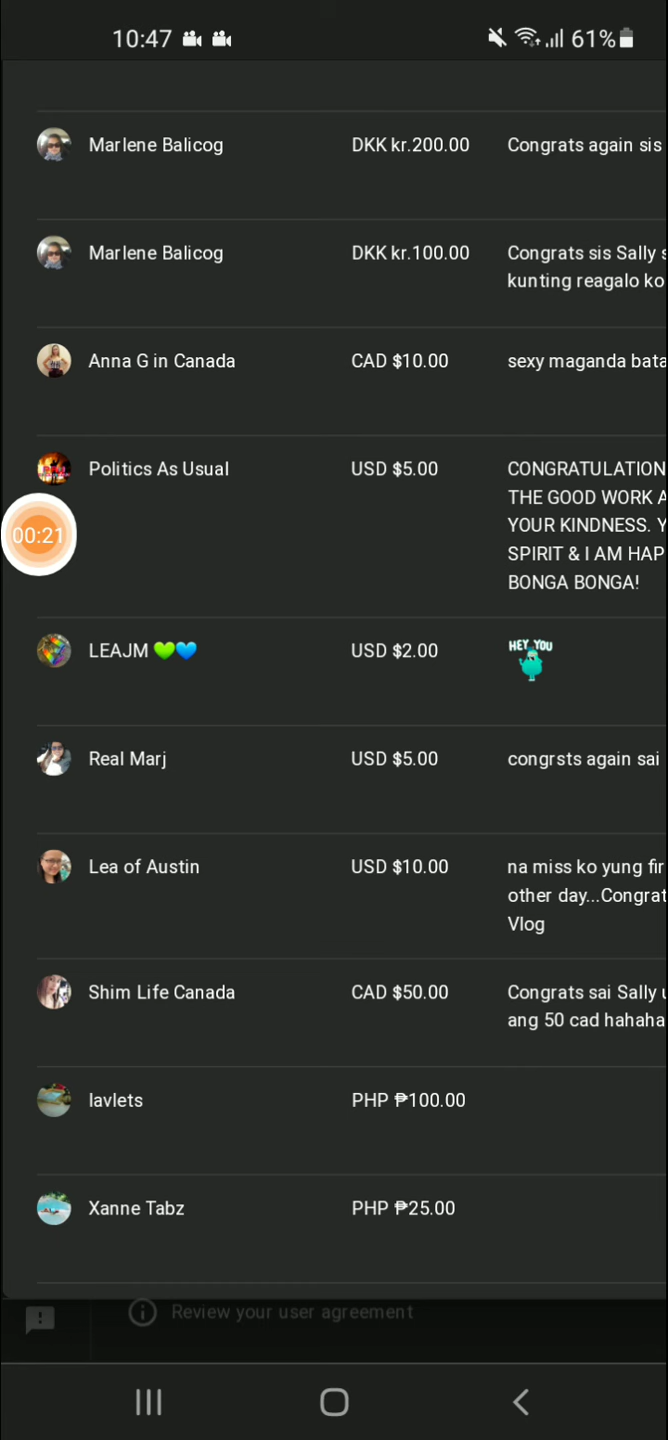 10:47 61%
Marlene Balicog DKK kr.200.00 Congrats again sis
Marlene Balicog DKK kr.100.00 Congrats sis Sally s
kunting reagalo ko
Anna G in Canada CAD $10.00 sexy maganda bata
Politics As Usual USD $5.00 CONGRATULATION
THE GOOD WORK A
00:21 YOUR KINDNESS. Y
SPIRIT & I AM HAP
BONGA BONGA!
LEAJM 💚💙 USD $2.00 HEY YOU
Real Marj USD $5.00 congrsts again sai
Lea of Austin USD $10.00 na miss ko yung fir
other day...Congrat
Vlog
Shim Life Canada CAD $50.00 Congrats sai Sally u
ang 50 cad hahaha
lavlets PHP ₱100.00
Xanne Tabz PHP ₱25.00
Review your user agreement